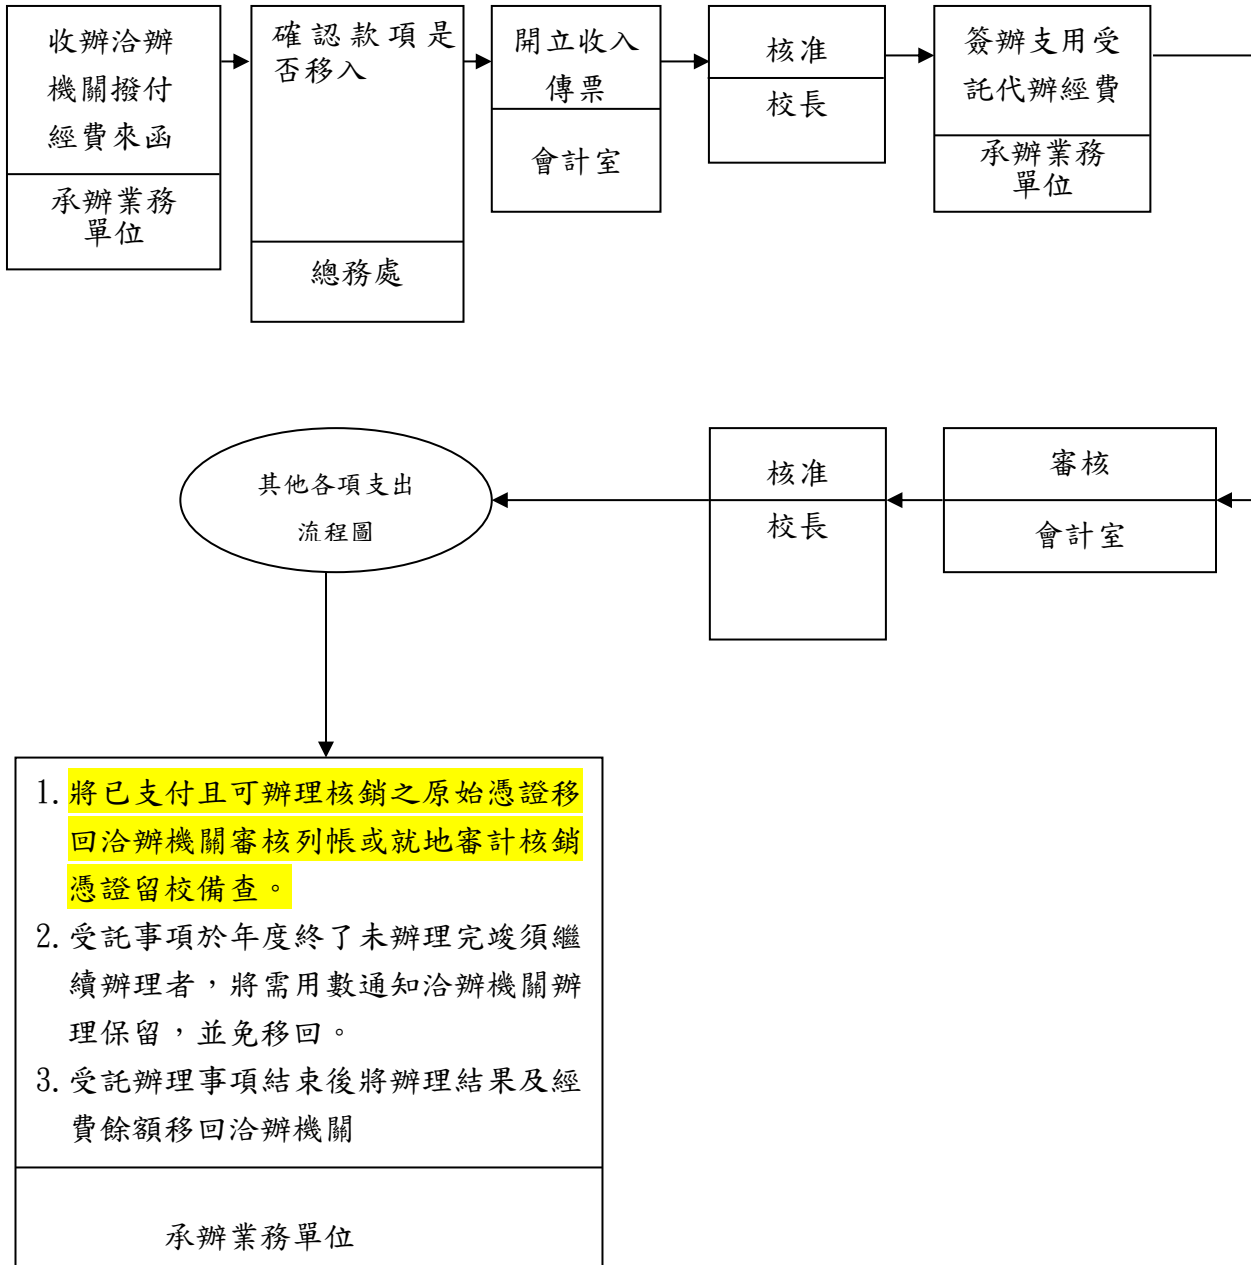 收辦洽辦
機關撥付
經費來函
承辦業務
單位
確認款項是
否移入
總務處
開立收入
傳票
會計室
核准
校長
簽辦支用受
託代辦經費
承辦業務
單位
審核
會計室
核准
校長
其他各項支出
流程圖
1. 將已支付且可辦理核銷之原始憑證移
回洽辦機關審核列帳或就地審計核銷
憑證留校備查。
2. 受託事項於年度終了未辦理完竣須繼
續辦理者，將需用數通知洽辦機關辦
理保留，並免移回。
3. 受託辦理事項結束後將辦理結果及經
費餘額移回洽辦機關
承辦業務單位